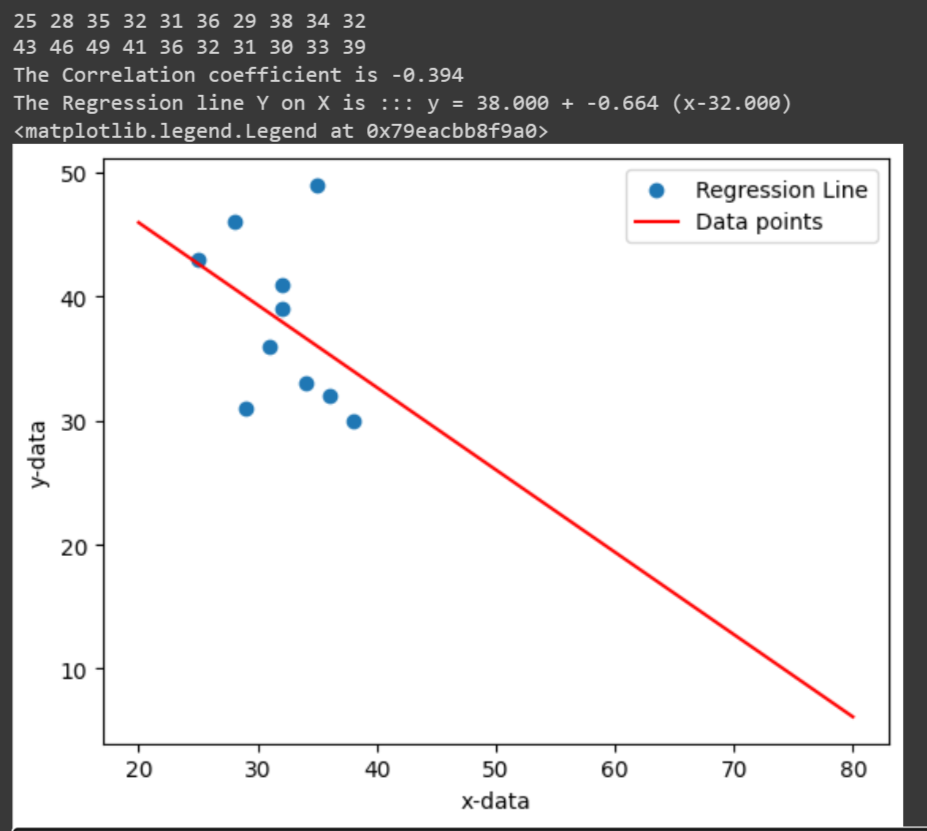 25 28 35 32 31 36 29 38 34 32
43 46 49 41 36 32 31 30 33 39
The Correlation coefficient is -0.394
The Regression line Y on X is ::: y = 38.000 + -0.664 (x-32.000)
<matplotlib.legend.Legend at 0x79eacbb8f9a0>
Regression Line
Data points
50
40
30
20
10
y-data
20 30 40 50 60 70 80
x-data